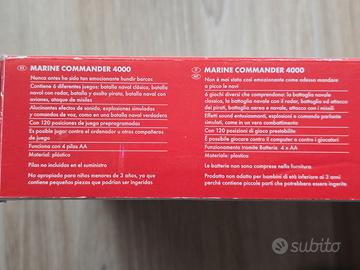 ES MARINE COMMANDER 4000
Nunca antes ha sido tan emocionante hundir barcos
Contiene 6 diferentes juegos: batalla naval clásica, batalla
naval con radar, batalla y asalto pirata, batalla naval con
aviones, ataque de misiles
Alucinantes efectos de sonido, explosiones simuladas
y comandos de voz, como en una batalla naval verdadera
Con 120 posiciones de juego preprogramadas
Es posible jugar contra el ordenador u otros compañeros
de juego
Funciona con 4 pilas AA
Material: plástico
Pilas no incluidas en el suministro
No apropiado para niños menores de 3 años, ya que
contiene pequeñas piezas que podrían ser ingeridas
MARINE COMMANDER 4000
Non è mai stato così emozionante come adesso mandare
a picco le navi
6 giochi diversi che comprendono: la battaglia navale
classica, la battaglia navale con il radar, battaglia ed attacco
dei pirati, battaglia aerea e navale, attacco con missili
Effetti sound entusiasmanti, esplosioni e comandi parlanti
simulati, come in un vero combattimento
Con 120 posizioni di gioco prestabilite
È possibile giocare contro il computer o contro i giocatori
Funzionamento tramite Batterie 4 x AA
Materiale: plastica
Le batterie non sono comprese nella fornitura
Prodotto non adatto per bambini di età inferiore ai 3 anni
perché contiene piccole parti che potrebbero essere ingerite
subito